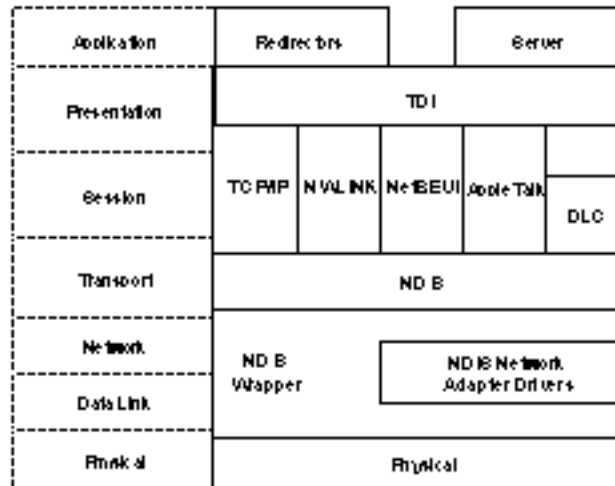 Application
Redirectors
Server
Presentation
TDI
Session
TCP/IP
NWLINK
NetBEUI
AppleTalk
DLC
Transport
NDIS
Network
NDIS
Wrapper
NDIS Network
Adapter Drivers
Data Link
Physical
Physical